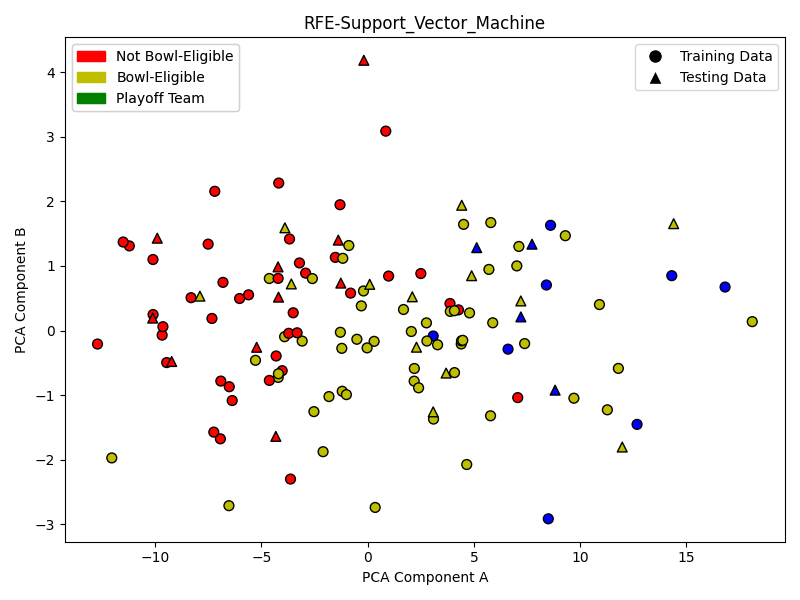 RFE-Support_Vector_Machine
Not Bowl-Eligible
Bowl-Eligible
Playoff Team
Training Data
Testing Data
4
3
2
1
0
−1
−2
−3
PCA Component B
−10
−5
0
5
10
15
PCA Component A